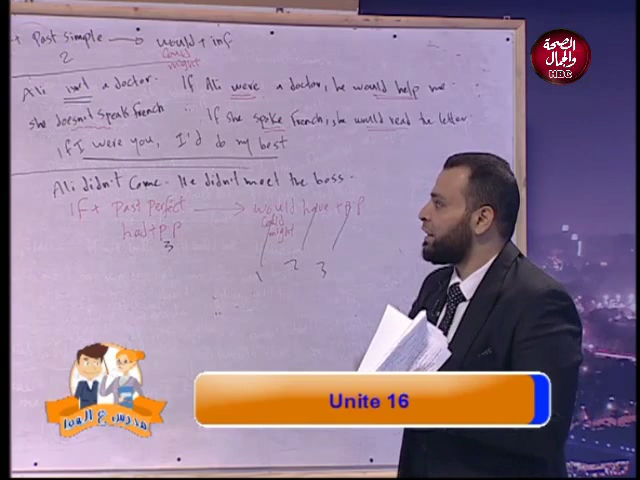 + Past simple → would + inf
2 could
might
Ali isn't a doctor. If Ali were a doctor, he would help me
She doesn't speak French ∴ If she spoke French, she would read the letter
If I were you, I'd do my best
Ali didn't come. He didn't meet the boss.
If + past perfect → would have + p p
had + p p could
3 might
1 2 3
الصحة
والجمال
HBC
Unite 16
مدرس ع الهوا